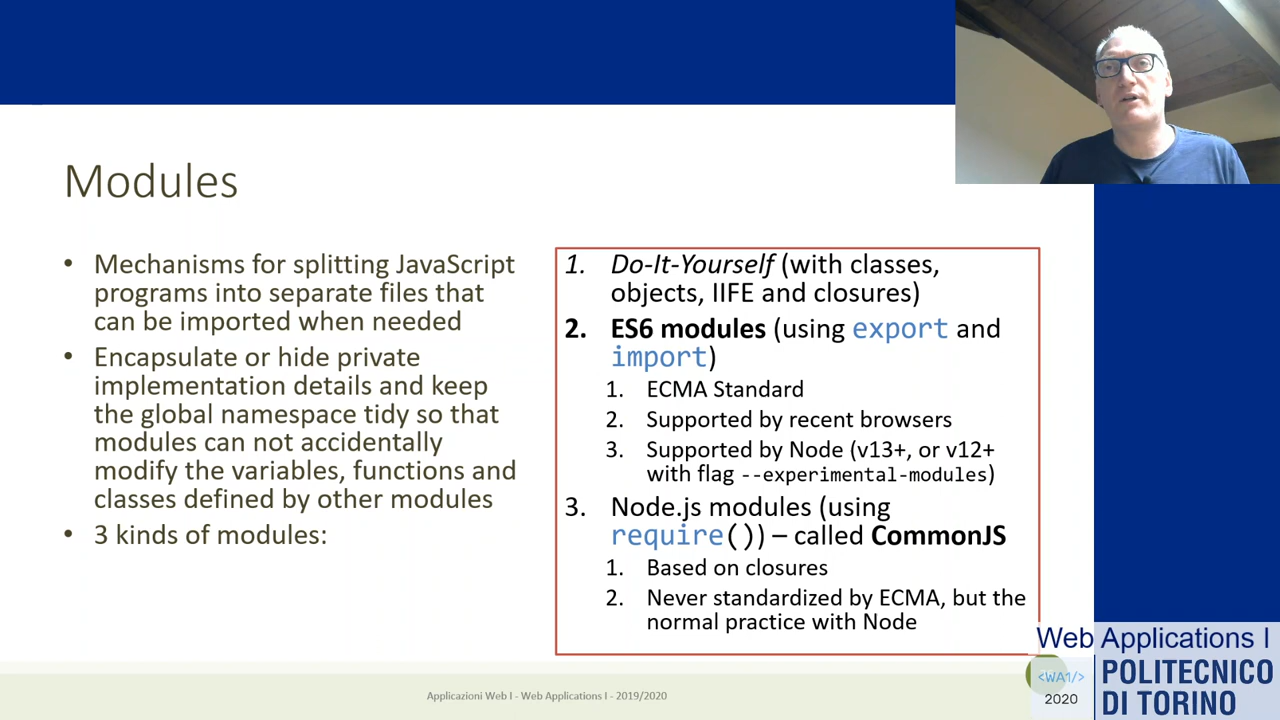 Modules
• Mechanisms for splitting JavaScript
programs into separate files that
can be imported when needed
• Encapsulate or hide private
implementation details and keep
the global namespace tidy so that
modules can not accidentally
modify the variables, functions and
classes defined by other modules
• 3 kinds of modules:
1. Do-It-Yourself (with classes,
objects, IIFE and closures)
2. ES6 modules (using export and
import)
1. ECMA Standard
2. Supported by recent browsers
3. Supported by Node (v13+, or v12+
with flag --experimental-modules)
3. Node.js modules (using
require()) – called CommonJS
1. Based on closures
2. Never standardized by ECMA, but the
normal practice with Node
Applicazioni Web I - Web Applications I - 2019/2020
Web Applications I
<WA1/>
2020
POLITECNICO
DI TORINO